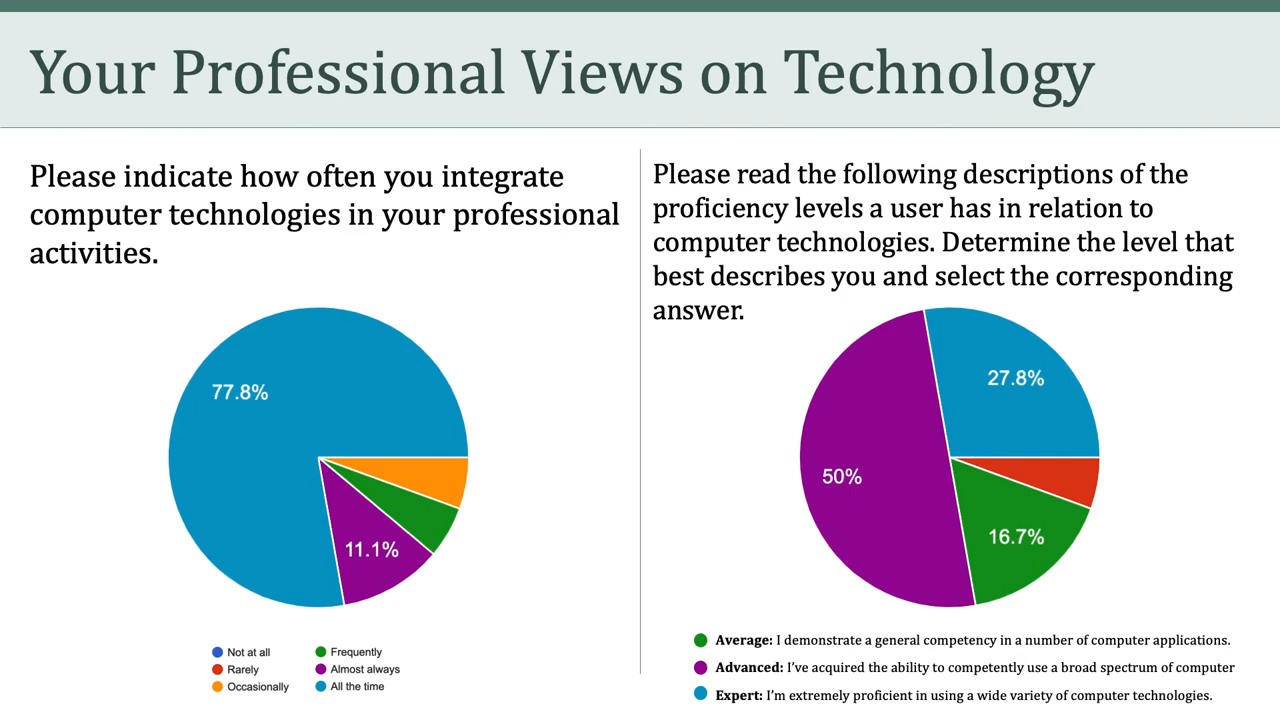 Your Professional Views on Technology
Please indicate how often you integrate
computer technologies in your professional
activities.
77.8%
11.1%
Not at all
Rarely
Occasionally
Frequently
Almost always
All the time
Please read the following descriptions of the
proficiency levels a user has in relation to
computer technologies. Determine the level that
best describes you and select the corresponding
answer.
27.8%
50%
16.7%
Average: I demonstrate a general competency in a number of computer applications.
Advanced: I've acquired the ability to competently use a broad spectrum of computer
Expert: I'm extremely proficient in using a wide variety of computer technologies.